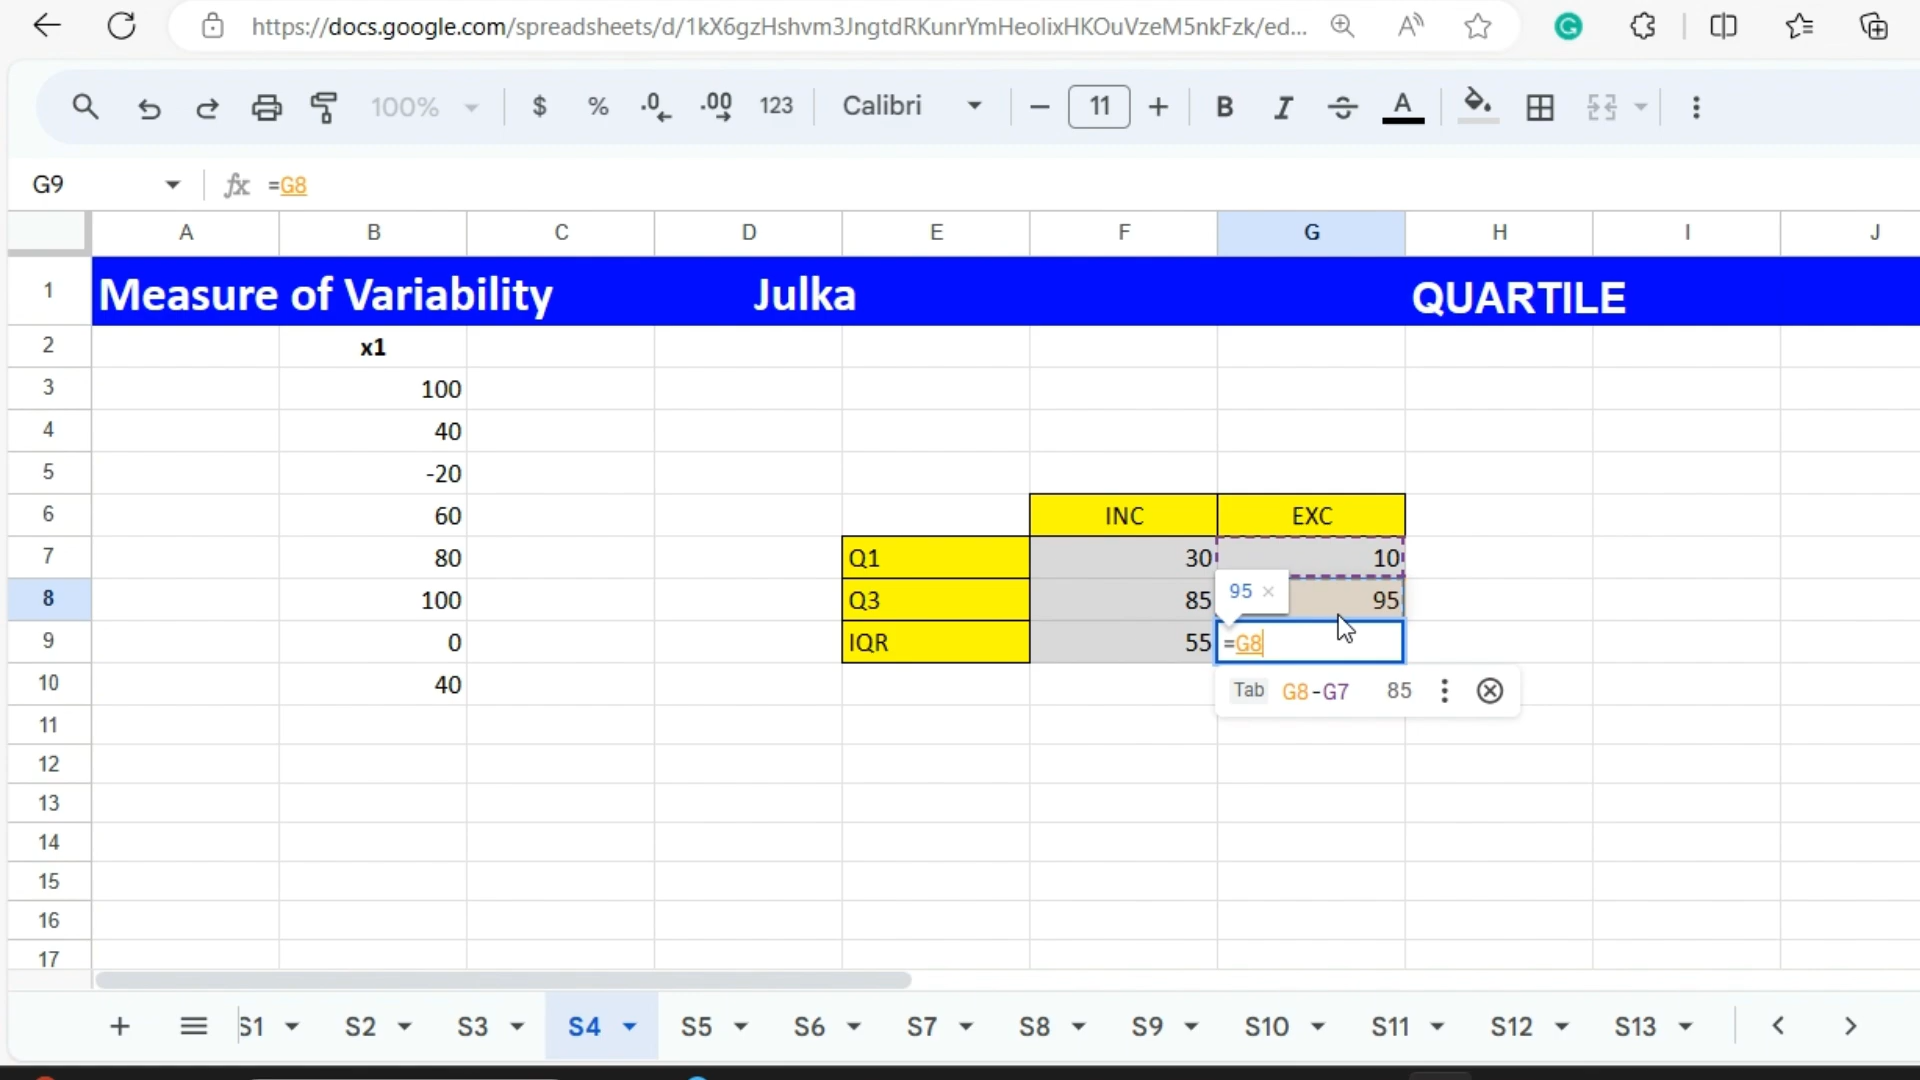 https://docs.google.com/spreadsheets/d/1kX6gzHshvm3JngtdRKunrYmHeolixHKOuVzeM5nkFzk/ed...
100% $ % .0 .00 123 Calibri 11 B I A
G9 fx =G8
A B C D E F G H I J
1 Measure of Variability Julka QUARTILE
2 x1
3 100
4 40
5 -20
6 60 INC EXC
7 80 Q1 30 10
8 100 Q3 85 95 × 95
9 0 IQR 55 =G8
10 40 Tab G8-G7 85
11
12
13
14
15
16
17
S1 S2 S3 S4 S5 S6 S7 S8 S9 S10 S11 S12 S13